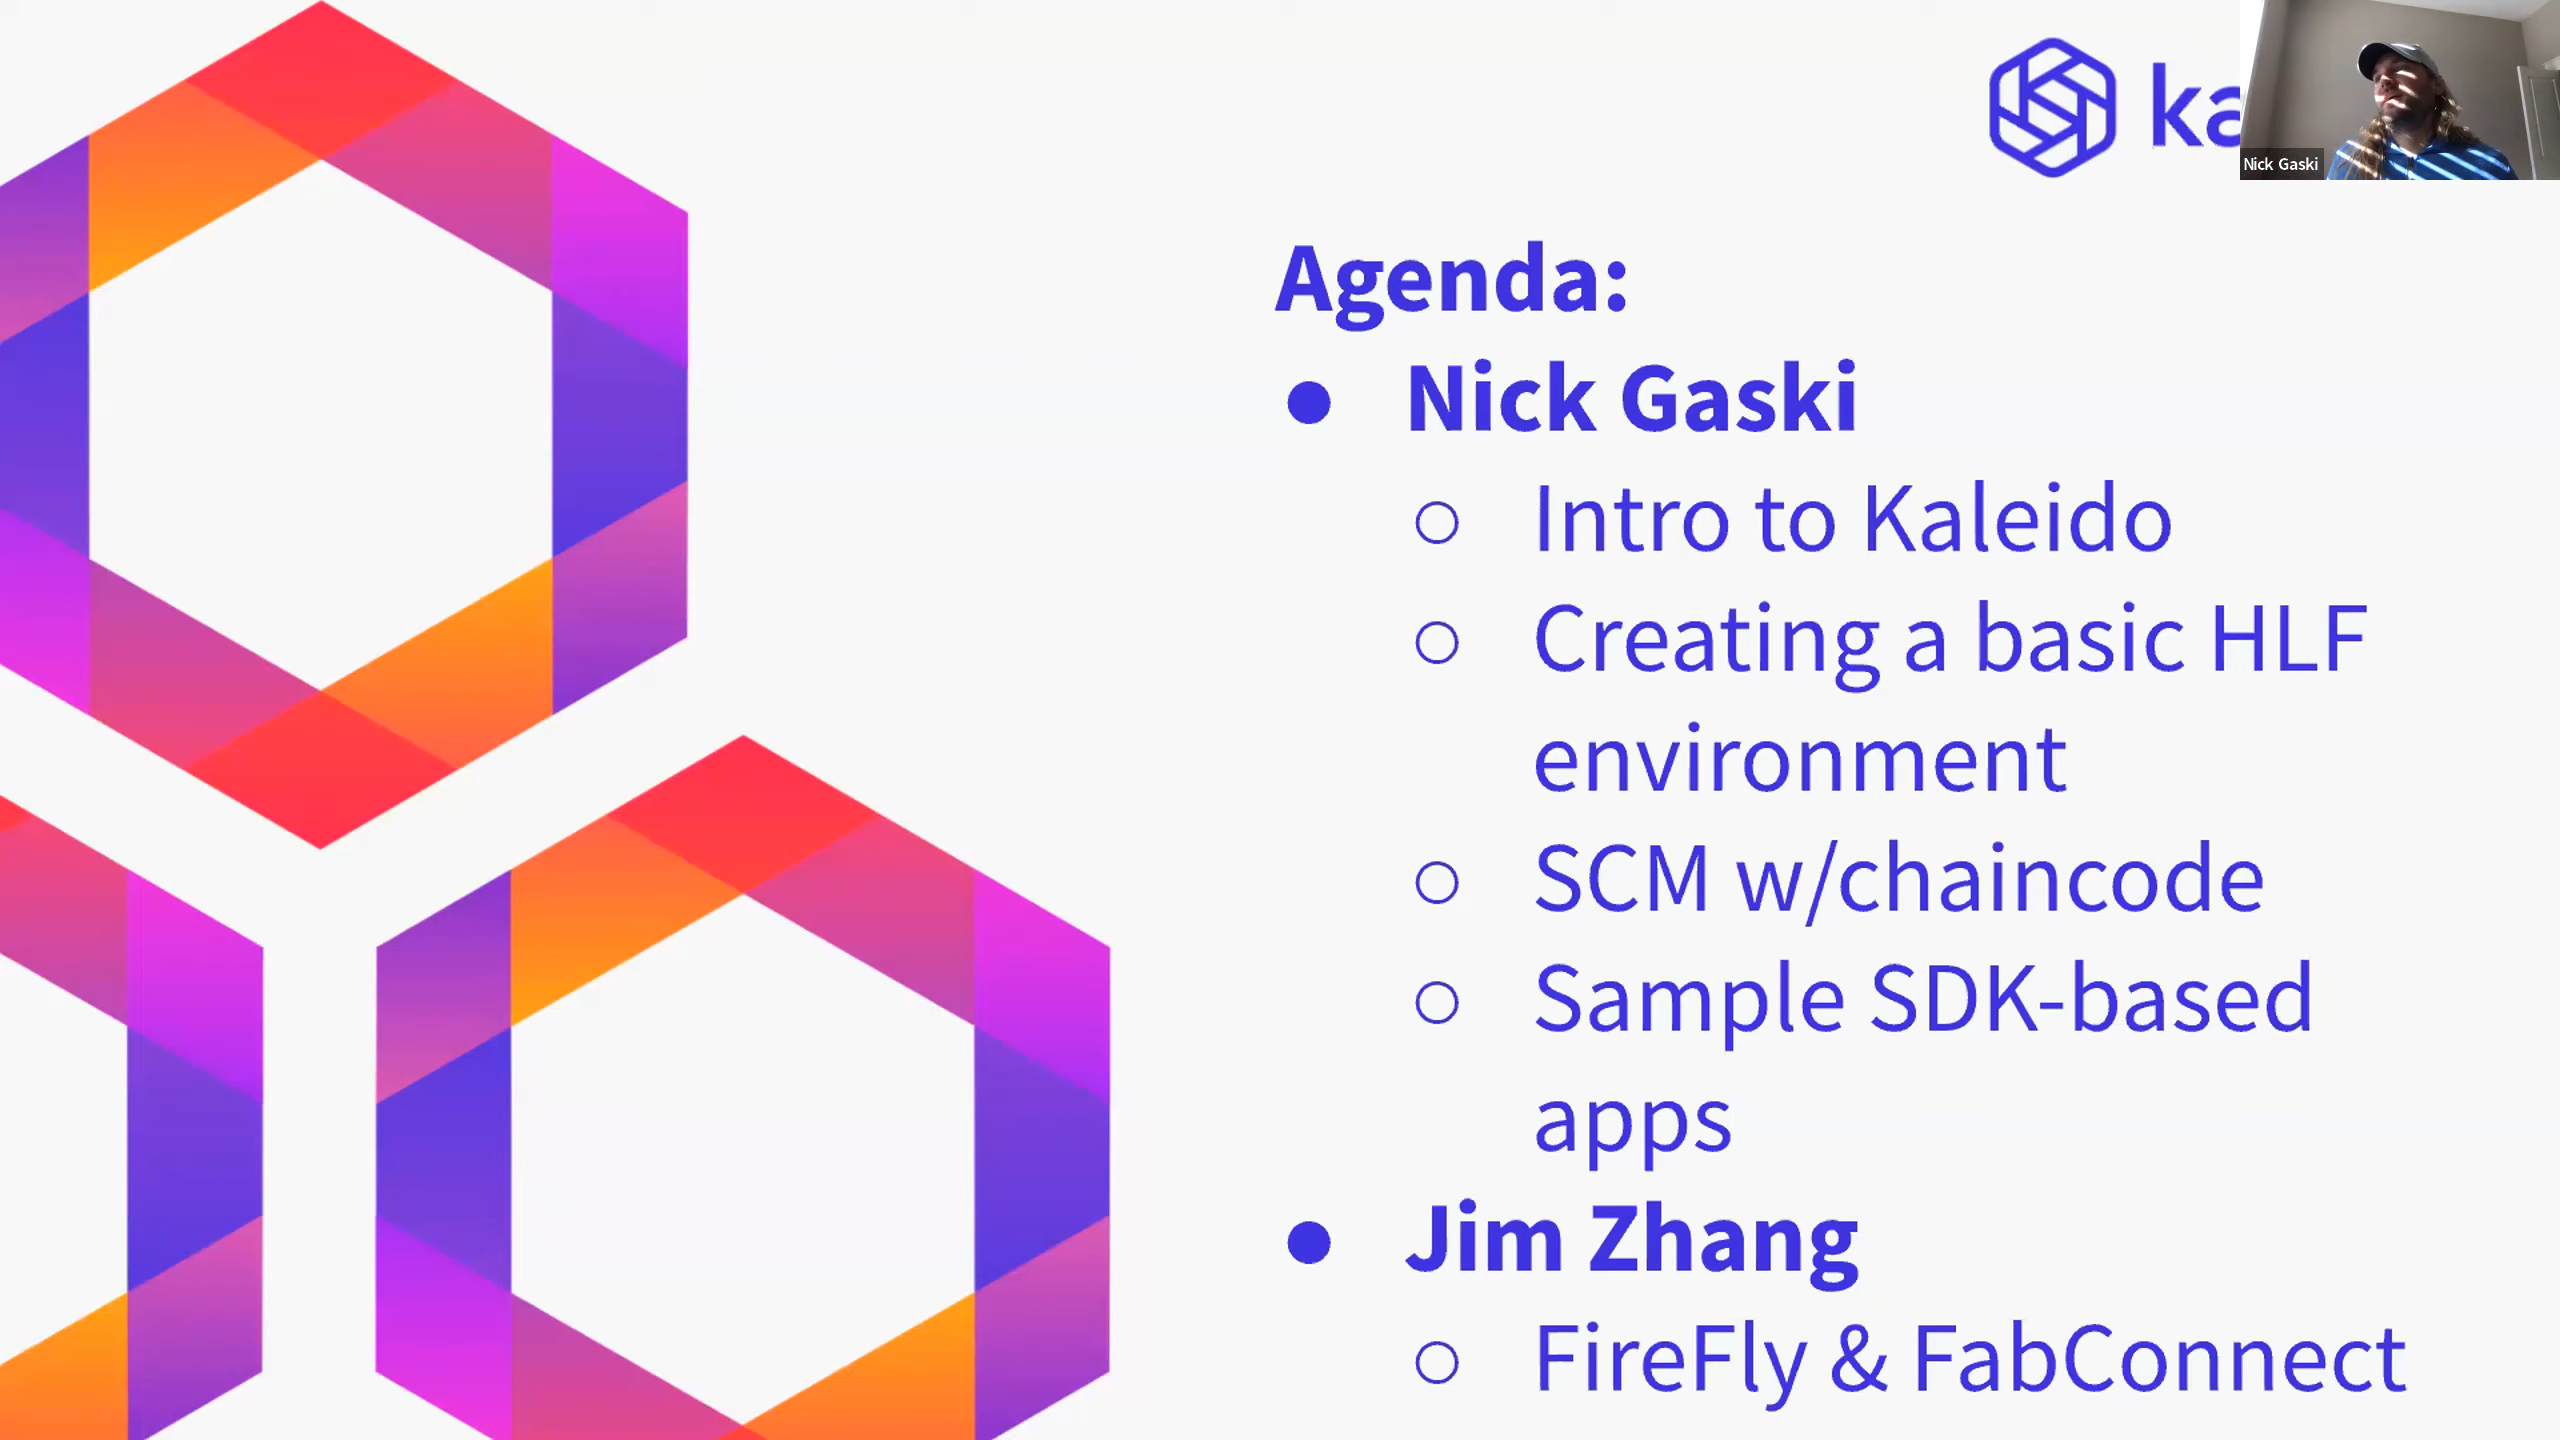 ka
Nick Gaski
Agenda:
● Nick Gaski
○ Intro to Kaleido
○ Creating a basic HLF
environment
○ SCM w/chaincode
○ Sample SDK-based
apps
● Jim Zhang
○ FireFly & FabConnect